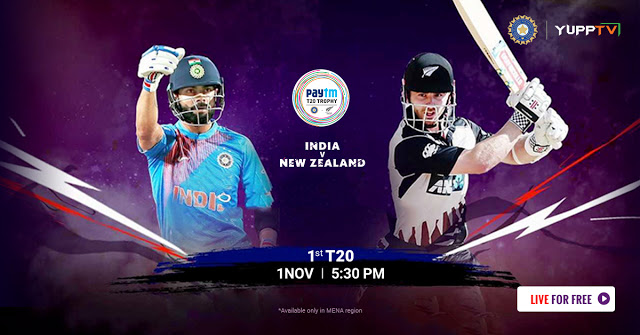 YUPPTV
PAYTM
T20 TROPHY
INDIA
V
NEW ZEALAND
INDIA
1st T20
1NOV | 5:30 PM
LIVE FOR FREE
*Available only in MENA region